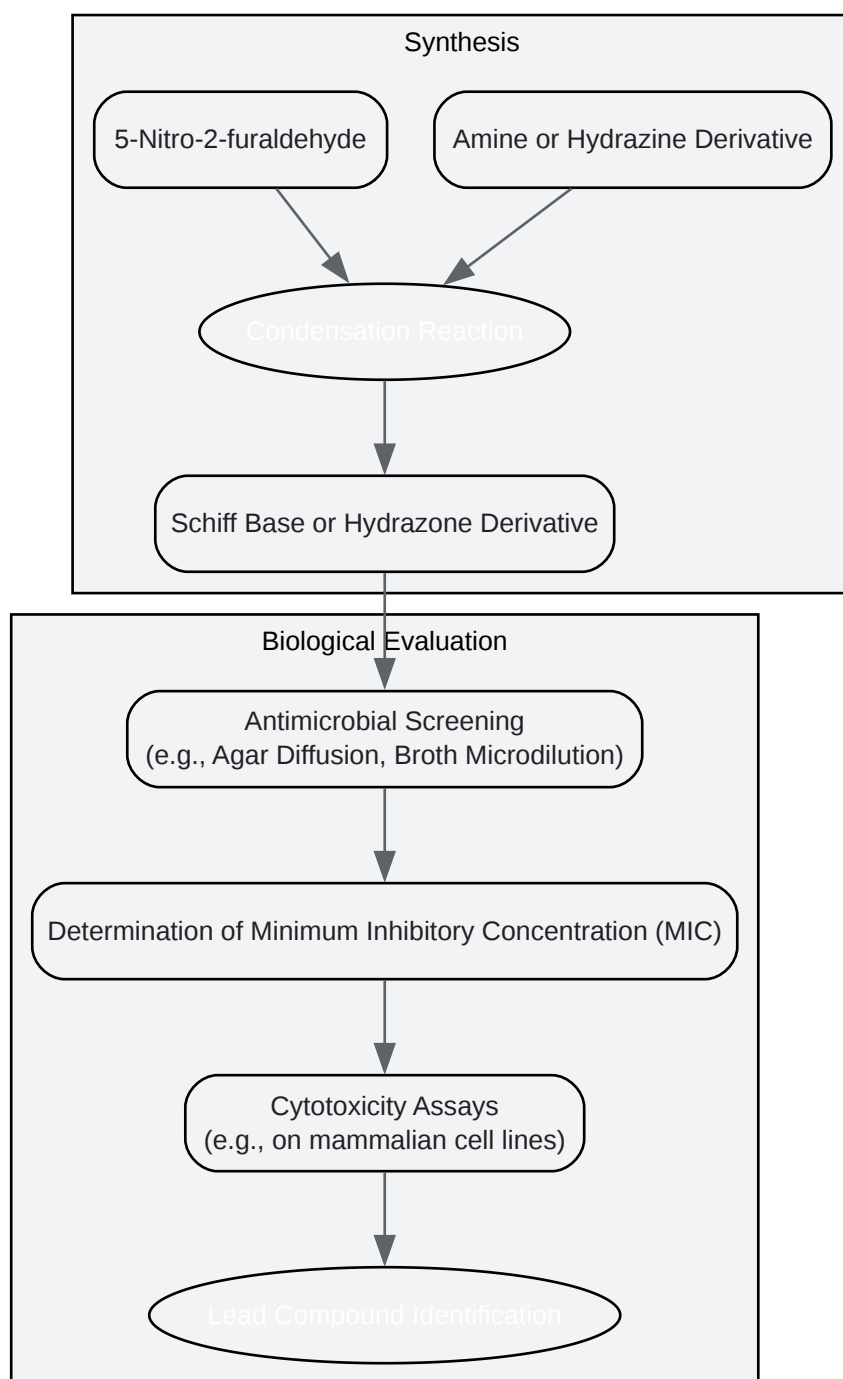 Synthesis
5-Nitro-2-furaldehyde
Amine or Hydrazine Derivative
Condensation Reaction
Schiff Base or Hydrazone Derivative
Biological Evaluation
Antimicrobial Screening
(e.g., Agar Diffusion, Broth Microdilution)
Determination of Minimum Inhibitory Concentration (MIC)
Cytotoxicity Assays
(e.g., on mammalian cell lines)
Lead Compound Identification